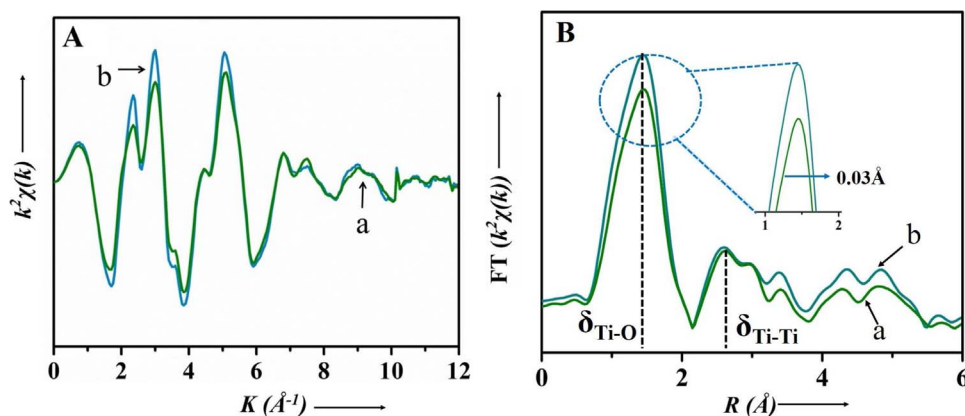 A
b
a
k²χ(k)
0 2 4 6 8 10 12
K (Å⁻¹)
B
0.03Å
1 2
b
a
δTi-O
δTi-Ti
FT (k²χ(k))
0 2 4 6
R (Å)